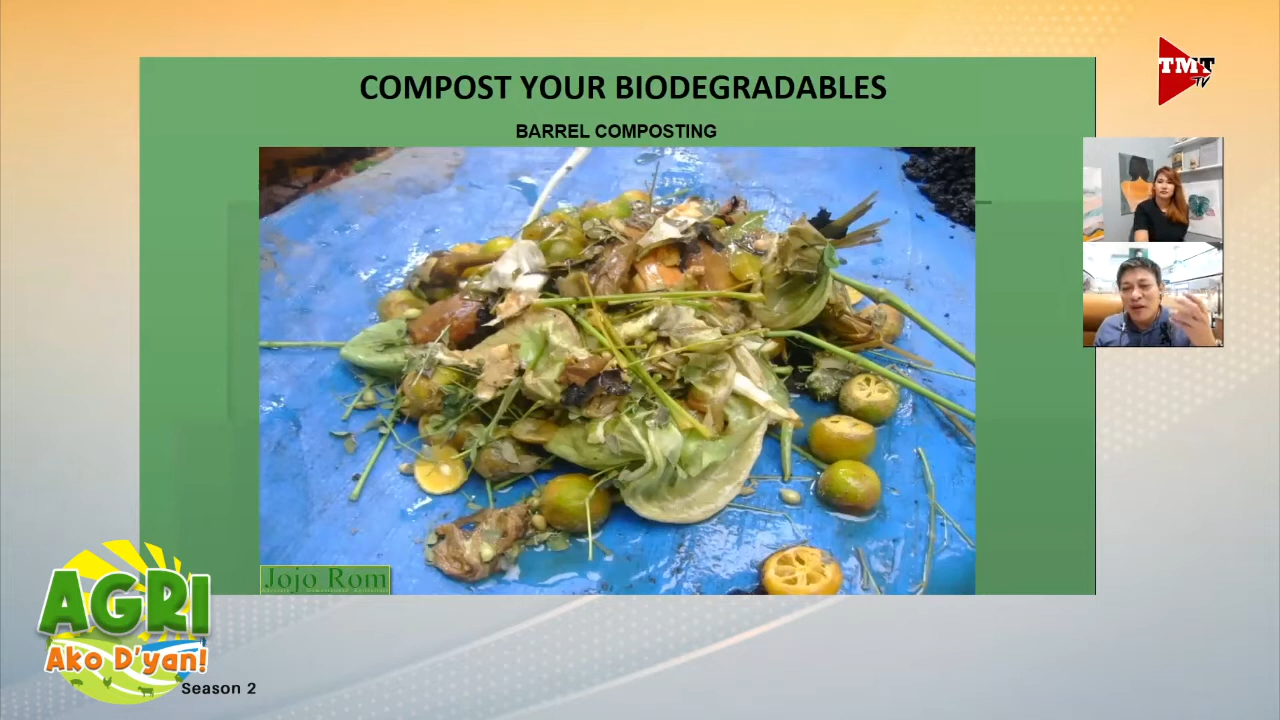 COMPOST YOUR BIODEGRADABLES
BARREL COMPOSTING
TMT
TV
Jojo Rom
AGRI
Ako D'yan!
Season 2